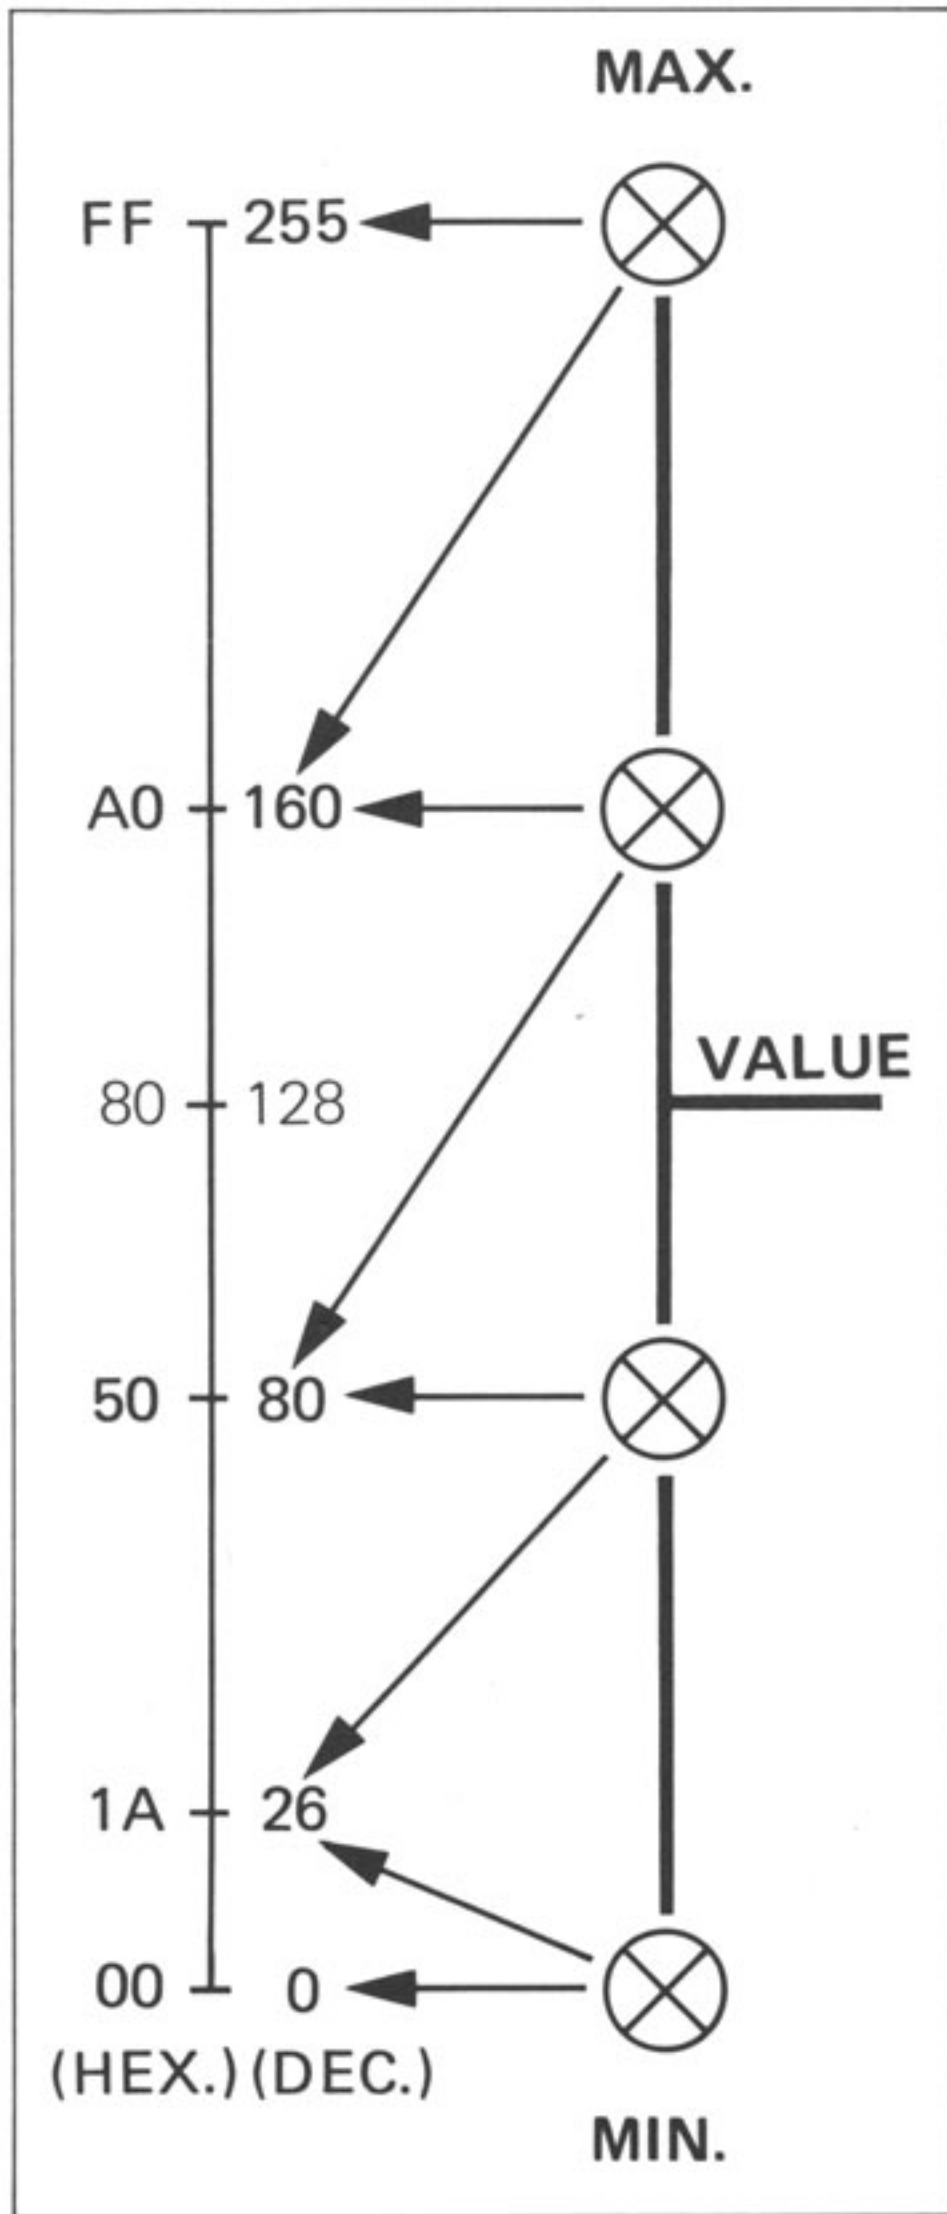 MAX.
FF 255
A0 160
VALUE
80 128
50 80
1A 26
00 0
(HEX.) (DEC.)
MIN.